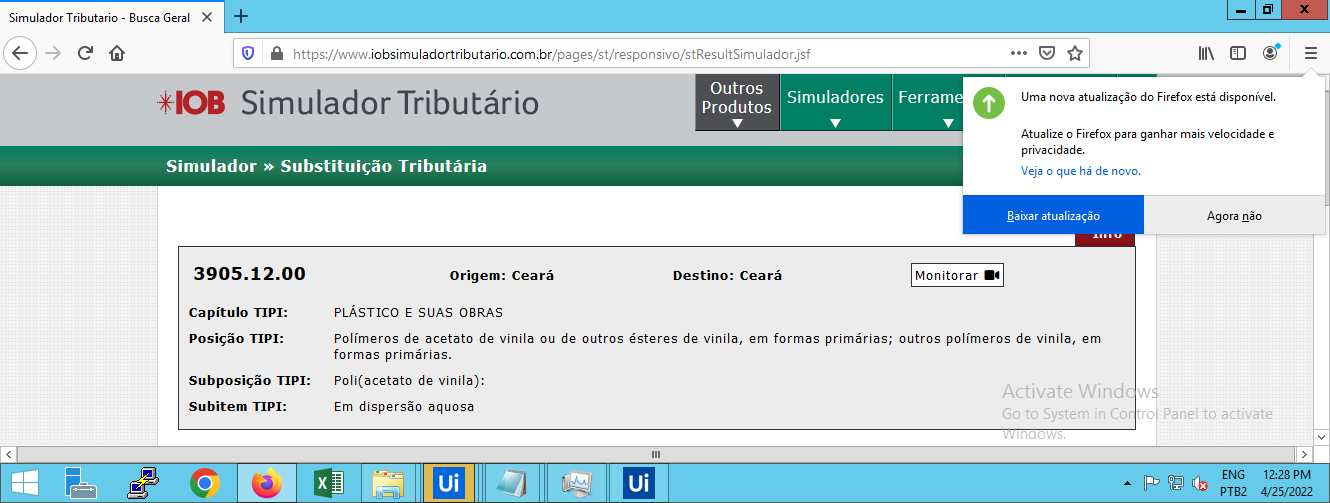 Simulador Tributario - Busca Geral
https://www.iobsimuladortributario.com.br/pages/st/responsivo/stResultSimulador.jsf
IOB Simulador Tributário
Outros Produtos
Simuladores
Uma nova atualização do Firefox está disponível.
Atualize o Firefox para ganhar mais velocidade e
privacidade.
Veja o que há de novo.
Baixar atualização
Agora não
Simulador » Substituição Tributária
3905.12.00
Origem: Ceará
Destino: Ceará
Monitorar
Capítulo TIPI: PLÁSTICO E SUAS OBRAS
Posição TIPI: Polímeros de acetato de vinila ou de outros ésteres de vinila, em formas primárias; outros polímeros de vinila, em
formas primárias.
Subposição TIPI: Poli(acetato de vinila):
Subitem TIPI: Em dispersão aquosa
Activate Windows
Go to System in Control Panel to activate
Windows.
Ui
Ui
ENG
PTB2
12:28 PM
4/25/2022